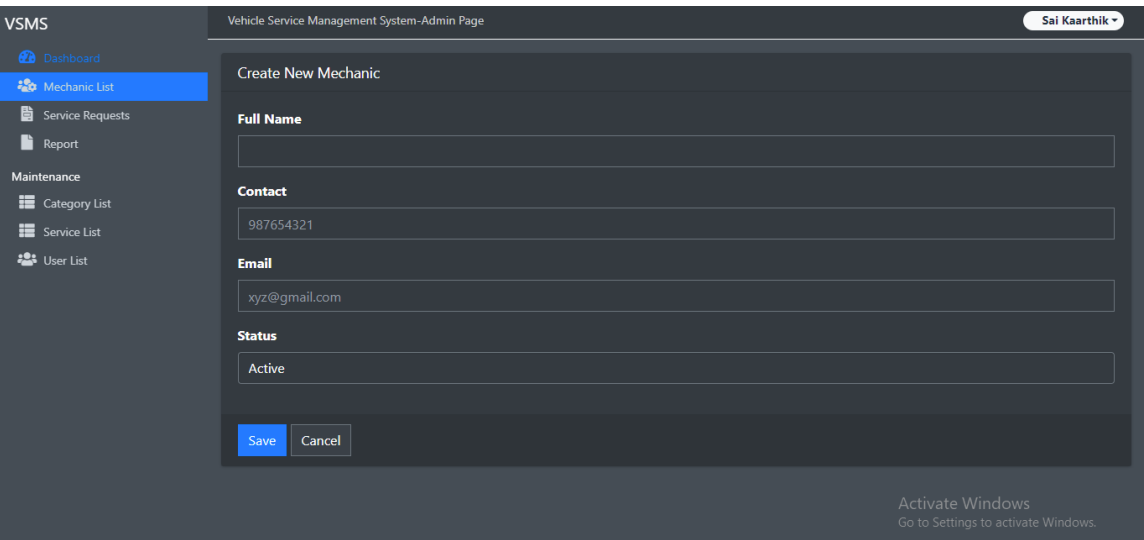 VSMS
Vehicle Service Management System-Admin Page
Sai Kaarthik
Dashboard
Mechanic List
Service Requests
Report
Maintenance
Category List
Service List
User List
Create New Mechanic
Full Name
Contact
987654321
Email
xyz@gmail.com
Status
Active
Save
Cancel
Activate Windows
Go to Settings to activate Windows.